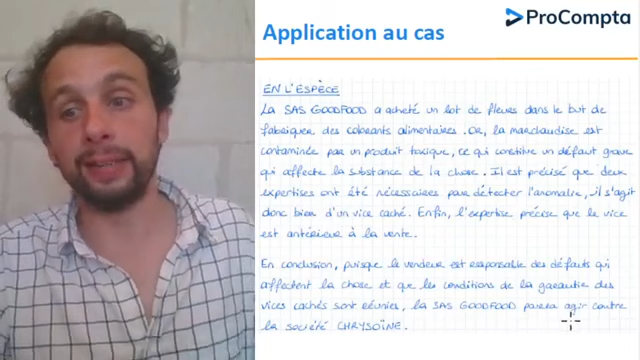 Application au cas
ProCompta
EN L'ESPÈCE
La SAS GOODFOOD a acheté un lot de fleurs dans le but de
fabriquer des colorants alimentaires. Or, la marchandise est
contaminée par un produit toxique, ce qui constitue un défaut grave
qui affecte la substance de la chose. Il est précisé que deux
expertises ont été nécessaires pour détecter l'anomalie, il s'agit
donc bien d'un vice caché. Enfin, l'expertise précise que le vice
est antérieur à la vente.
En conclusion, puisque le vendeur est responsable des défauts qui
affectent la chose et que les conditions de la garantie des
vices cachés sont réunies, la SAS GOODFOOD pourra agir contre
la société CHRYSOÏNE.